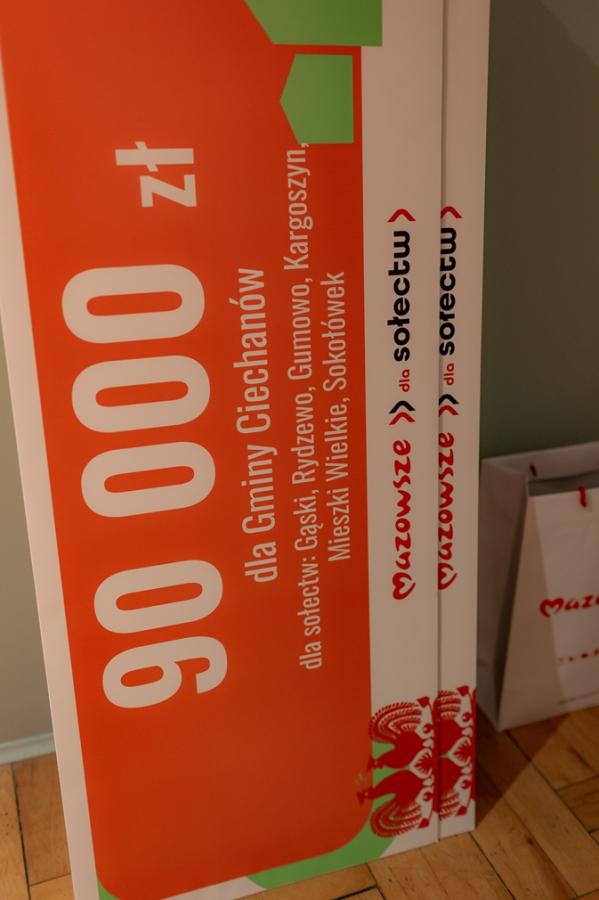 90 000 zł
dla Gminy Ciechanów
dla sołectw: Gąski, Rydzewo, Gumowo, Kargoszyn,
Mieszki Wielkie, Sokołówek
Mazowsze dla sołectw
Mazowsze dla sołectw